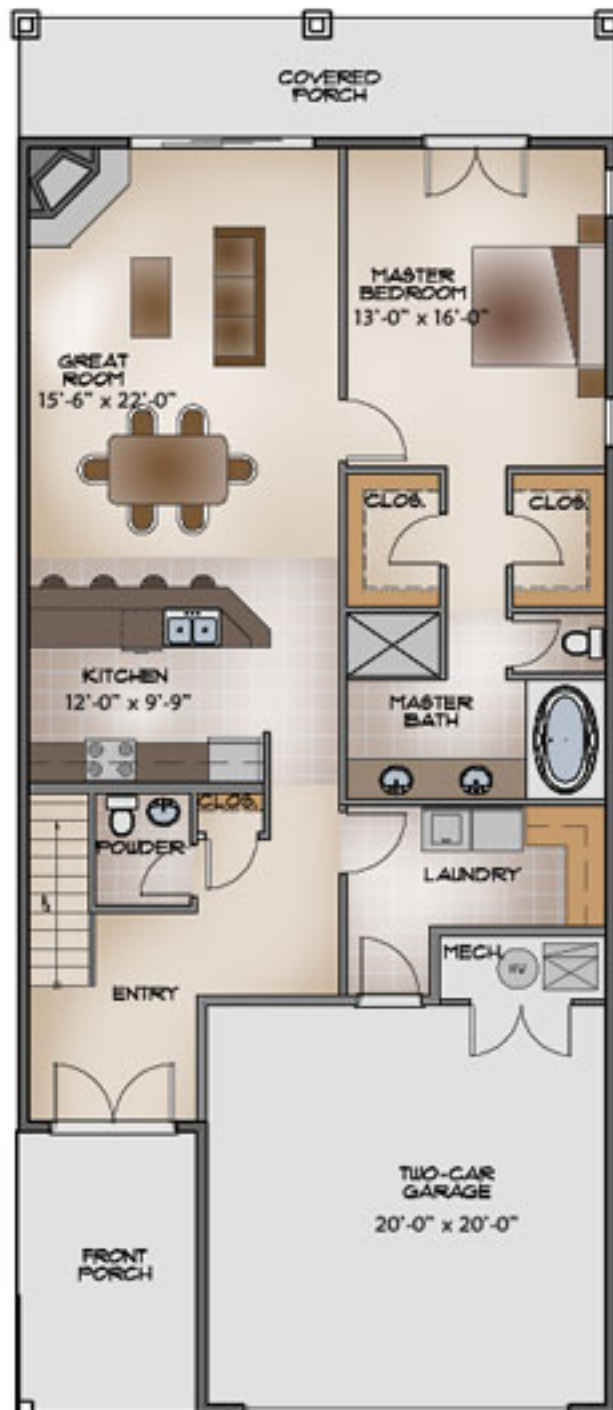 COVERED
PORCH
MASTER
BEDROOM
13'-0" x 16'-0"
GREAT
ROOM
15'-6" x 22'-0"
CLOS.
CLOS.
KITCHEN
12'-0" x 9'-9"
MASTER
BATH
CLOS.
POWDER
LAUNDRY
MECH.
HW
ENTRY
TWO-CAR
GARAGE
20'-0" x 20'-0"
FRONT
PORCH